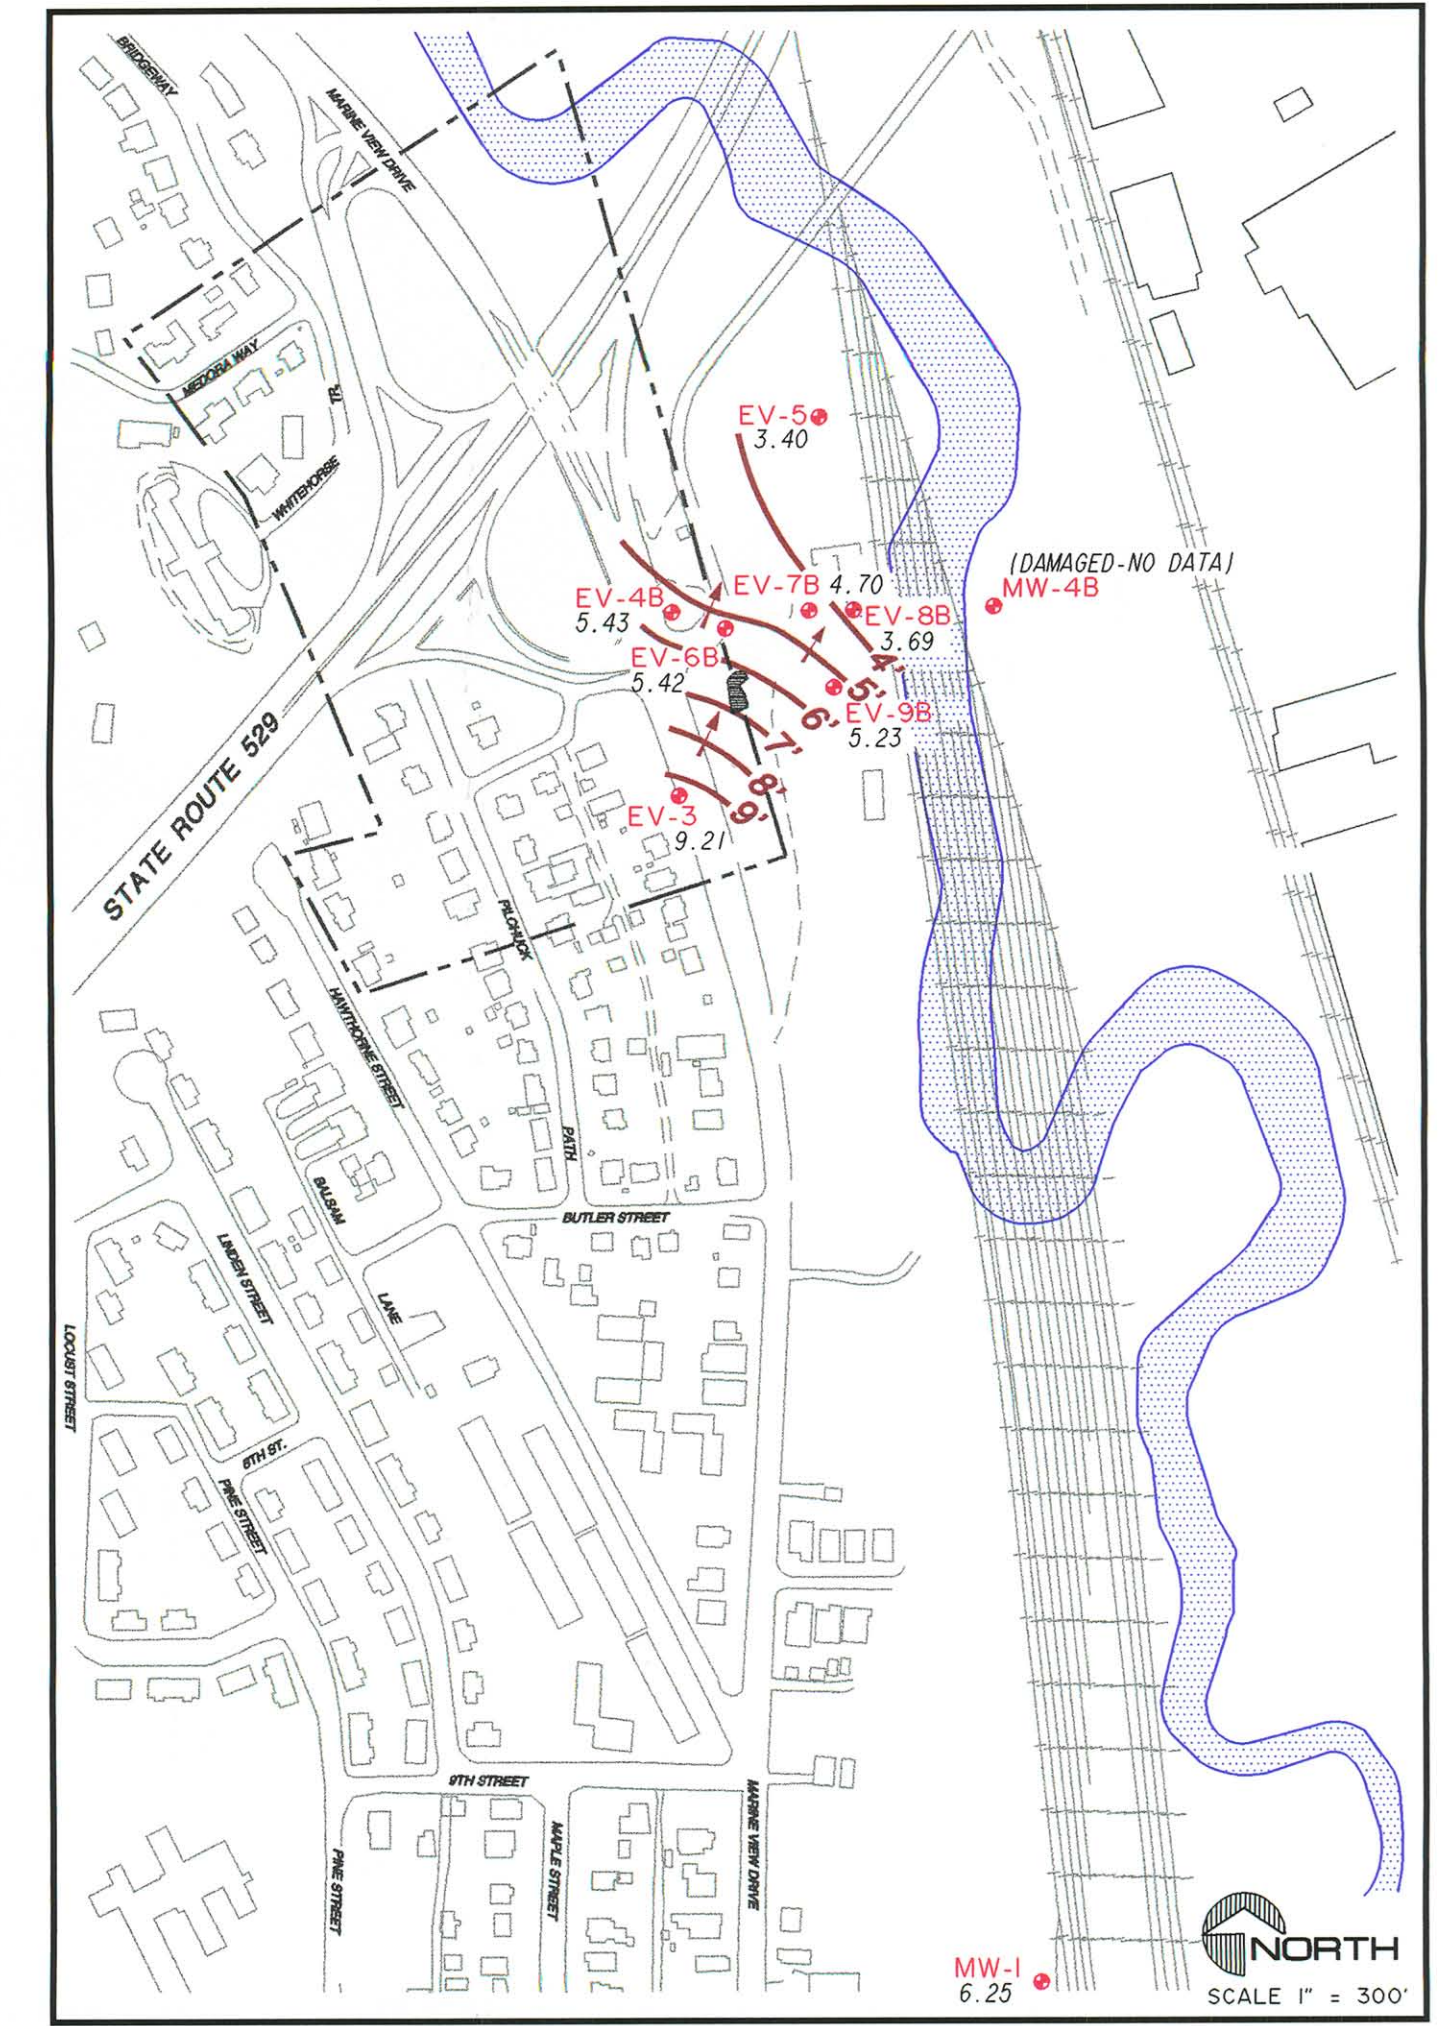 BRIDGEWAY
MARINE VIEW DRIVE
MEDORA WAY
TR.
WHITEHORSE
EV-5
3.40
(DAMAGED-NO DATA)
MW-4B
EV-7B
4.70
EV-4B
5.43
EV-8B
3.69
EV-6B
5.42
4'
5'
EV-9B
5.23
6'
7'
8'
9'
EV-3
9.21
STATE ROUTE 529
PILCHUCK
PATH
HAWTHORNE STREET
BALSAM
LANE
BUTLER STREET
LINDEN STREET
LOCUST STREET
8TH ST.
PINE STREET
9TH STREET
PINE STREET
MAPLE STREET
MARINE VIEW DRIVE
MW-1
6.25
NORTH
SCALE 1" = 300'